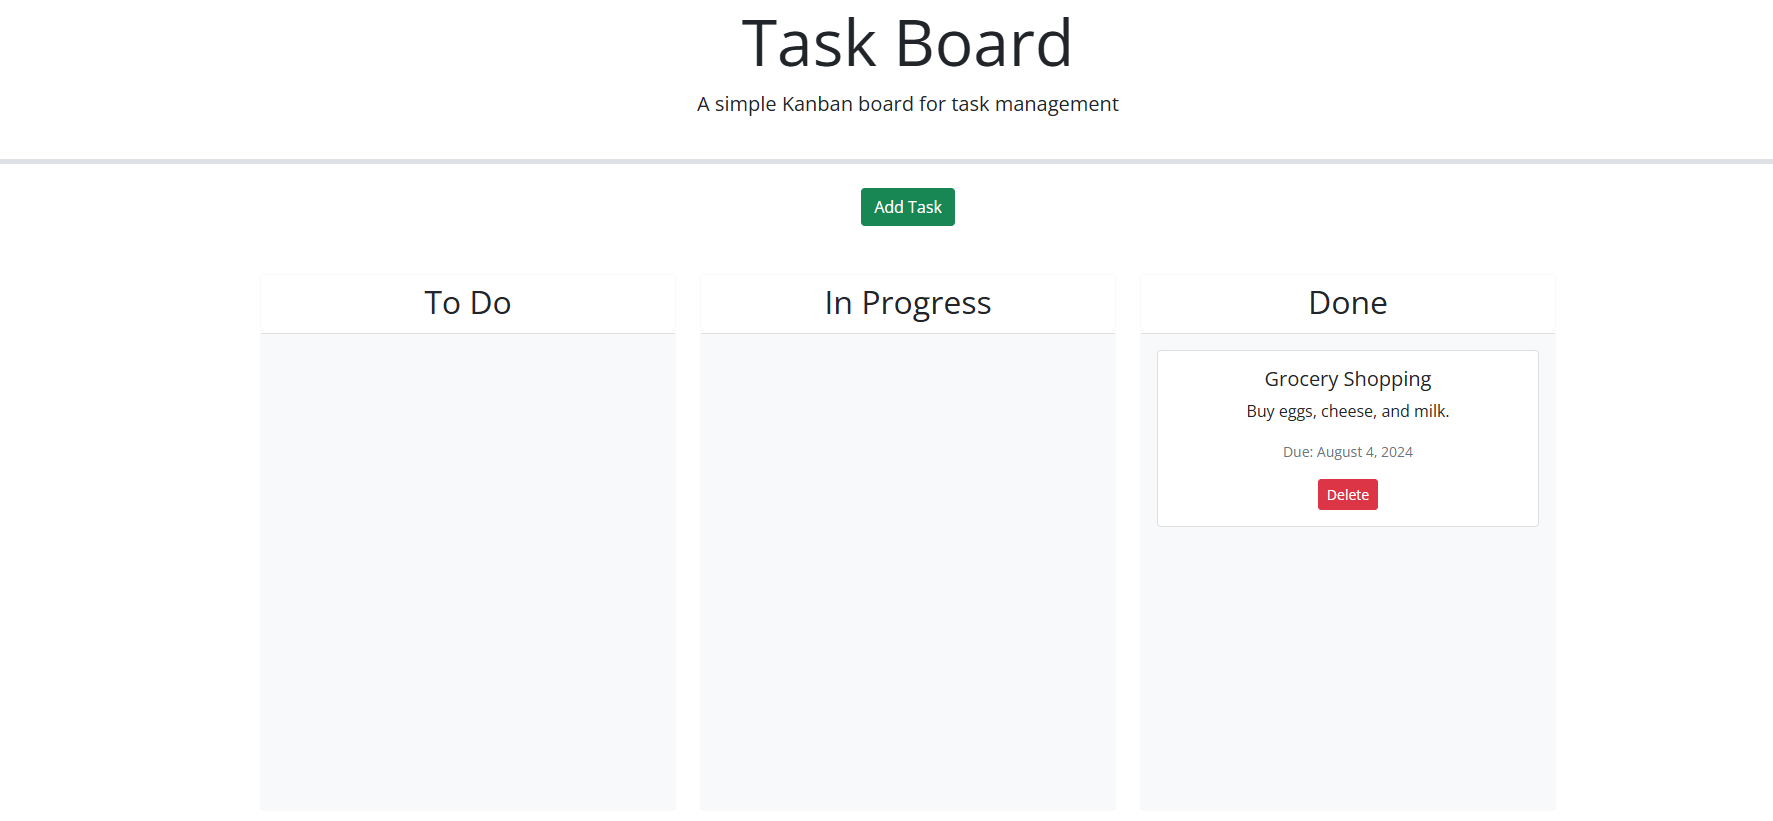 Task Board
A simple Kanban board for task management
Add Task
To Do
In Progress
Done
Grocery Shopping
Buy eggs, cheese, and milk.
Due: August 4, 2024
Delete